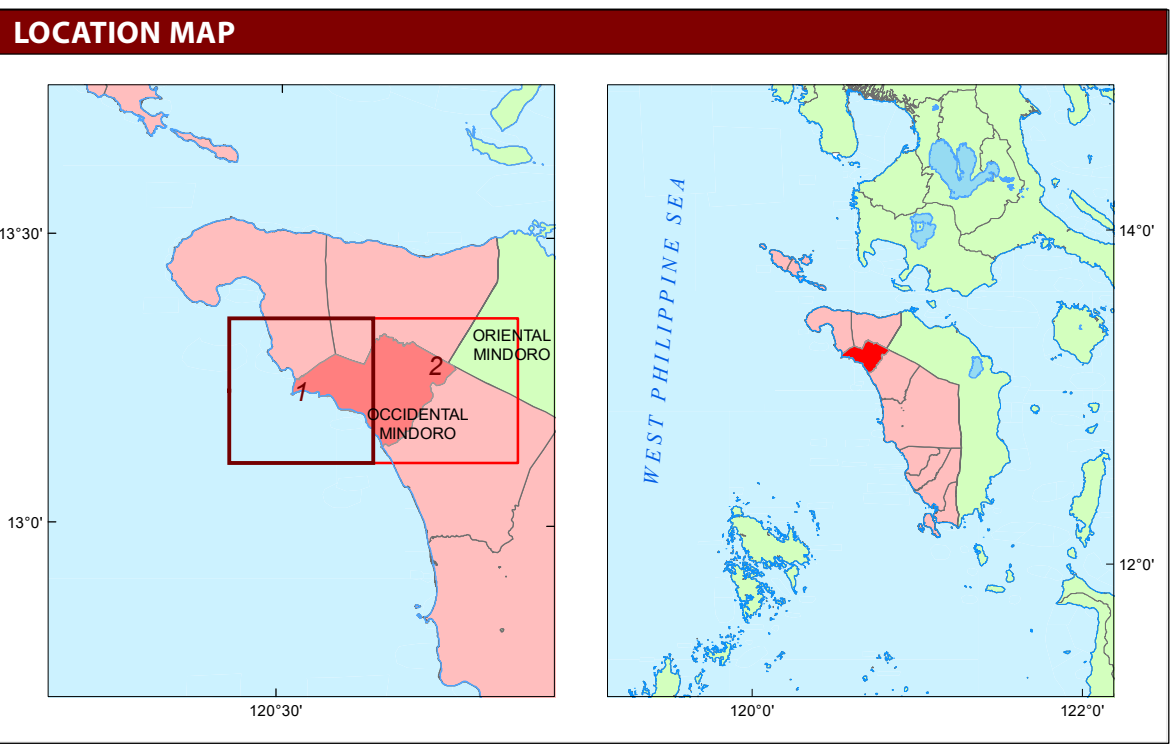 LOCATION MAP
13°30'
13°0'
120°30'
ORIENTAL
MINDORO
2
1
OCCIDENTAL
MINDORO
WEST PHILIPPINE SEA
14°0'
12°0'
120°0'
122°0'